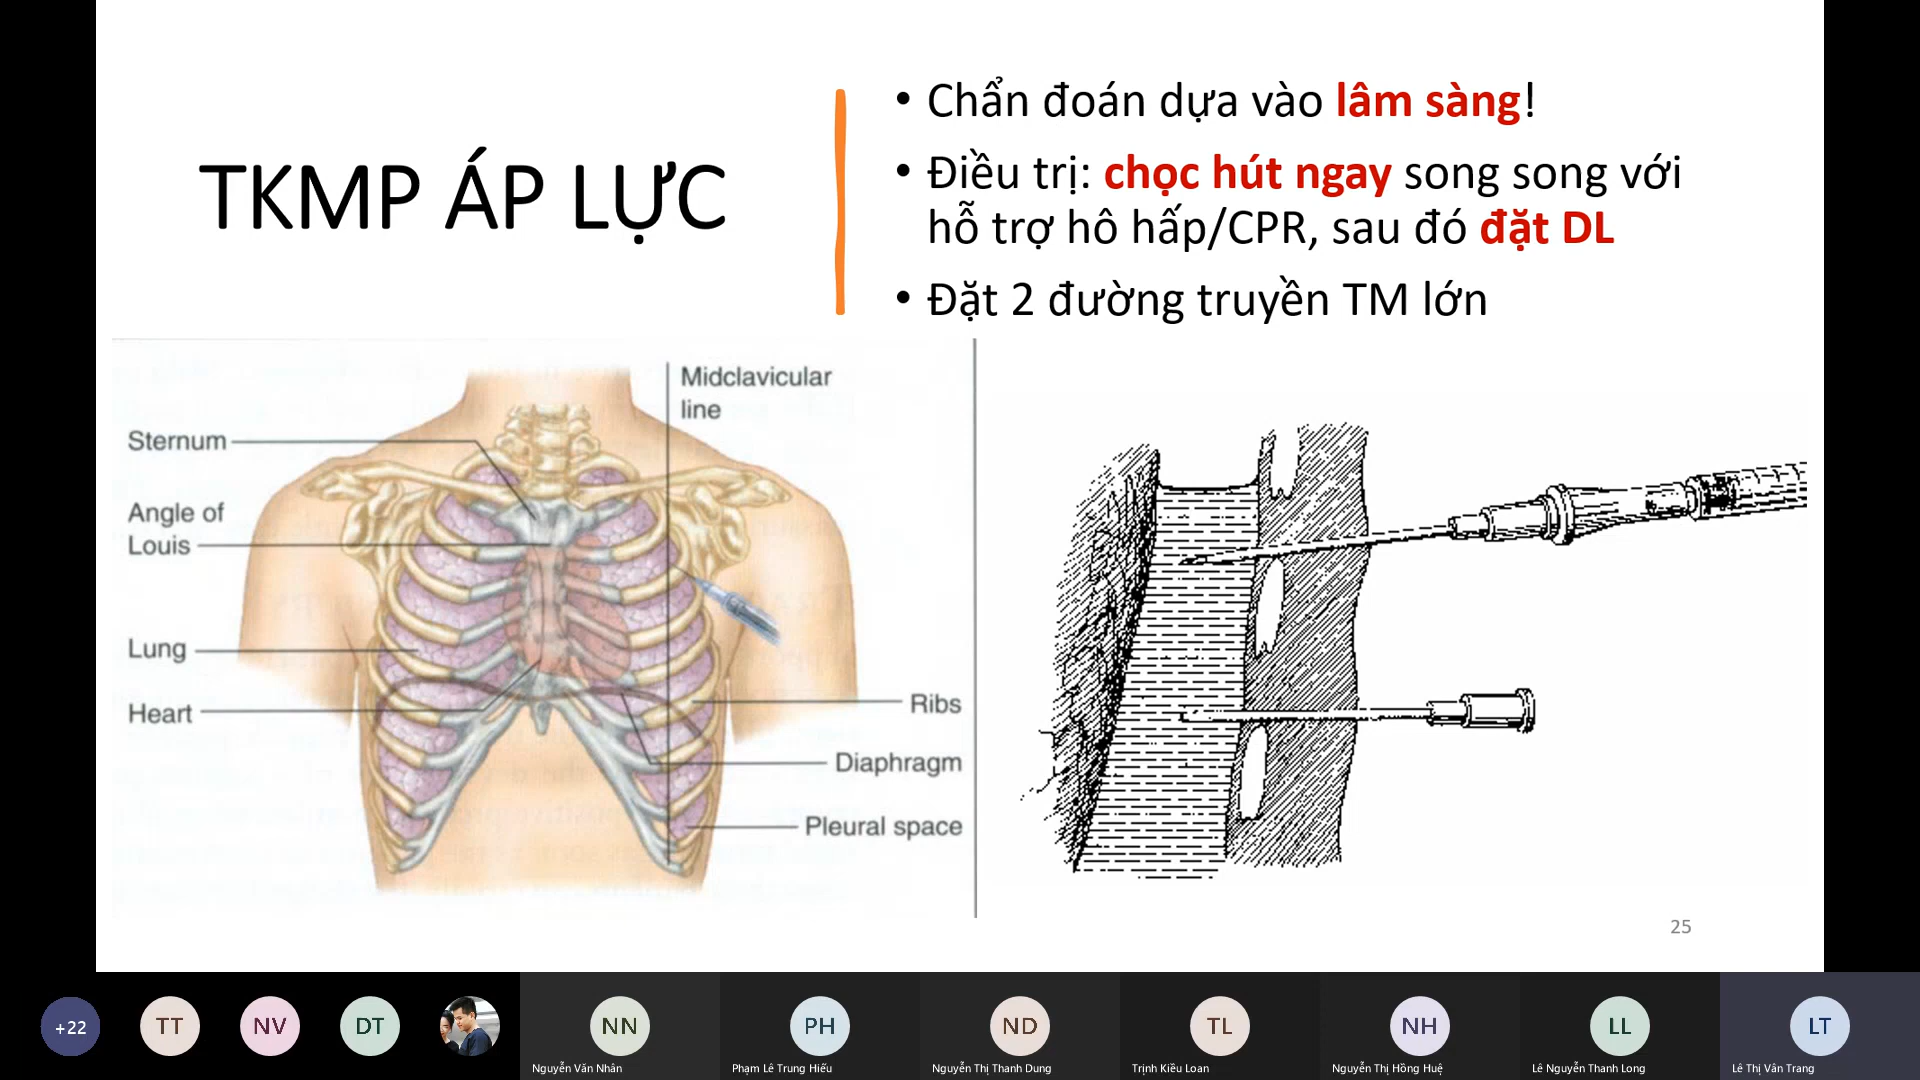 TKMP ÁP LỰC
• Chẩn đoán dựa vào lâm sàng!
• Điều trị: chọc hút ngay song song với
hỗ trợ hô hấp/CPR, sau đó đặt DL
• Đặt 2 đường truyền TM lớn
Midclavicular
line
Sternum
Angle of
Louis
Lung
Heart
Ribs
Diaphragm
Pleural space
25
+22
TT
NV
DT
NN
PH
ND
TL
NH
LL
LT
Nguyễn Văn Nhân
Phạm Lê Trung Hiếu
Nguyễn Thị Thanh Dung
Trịnh Kiều Loan
Nguyễn Thị Hồng Huệ
Lê Nguyễn Thanh Long
Lê Thị Vân Trang